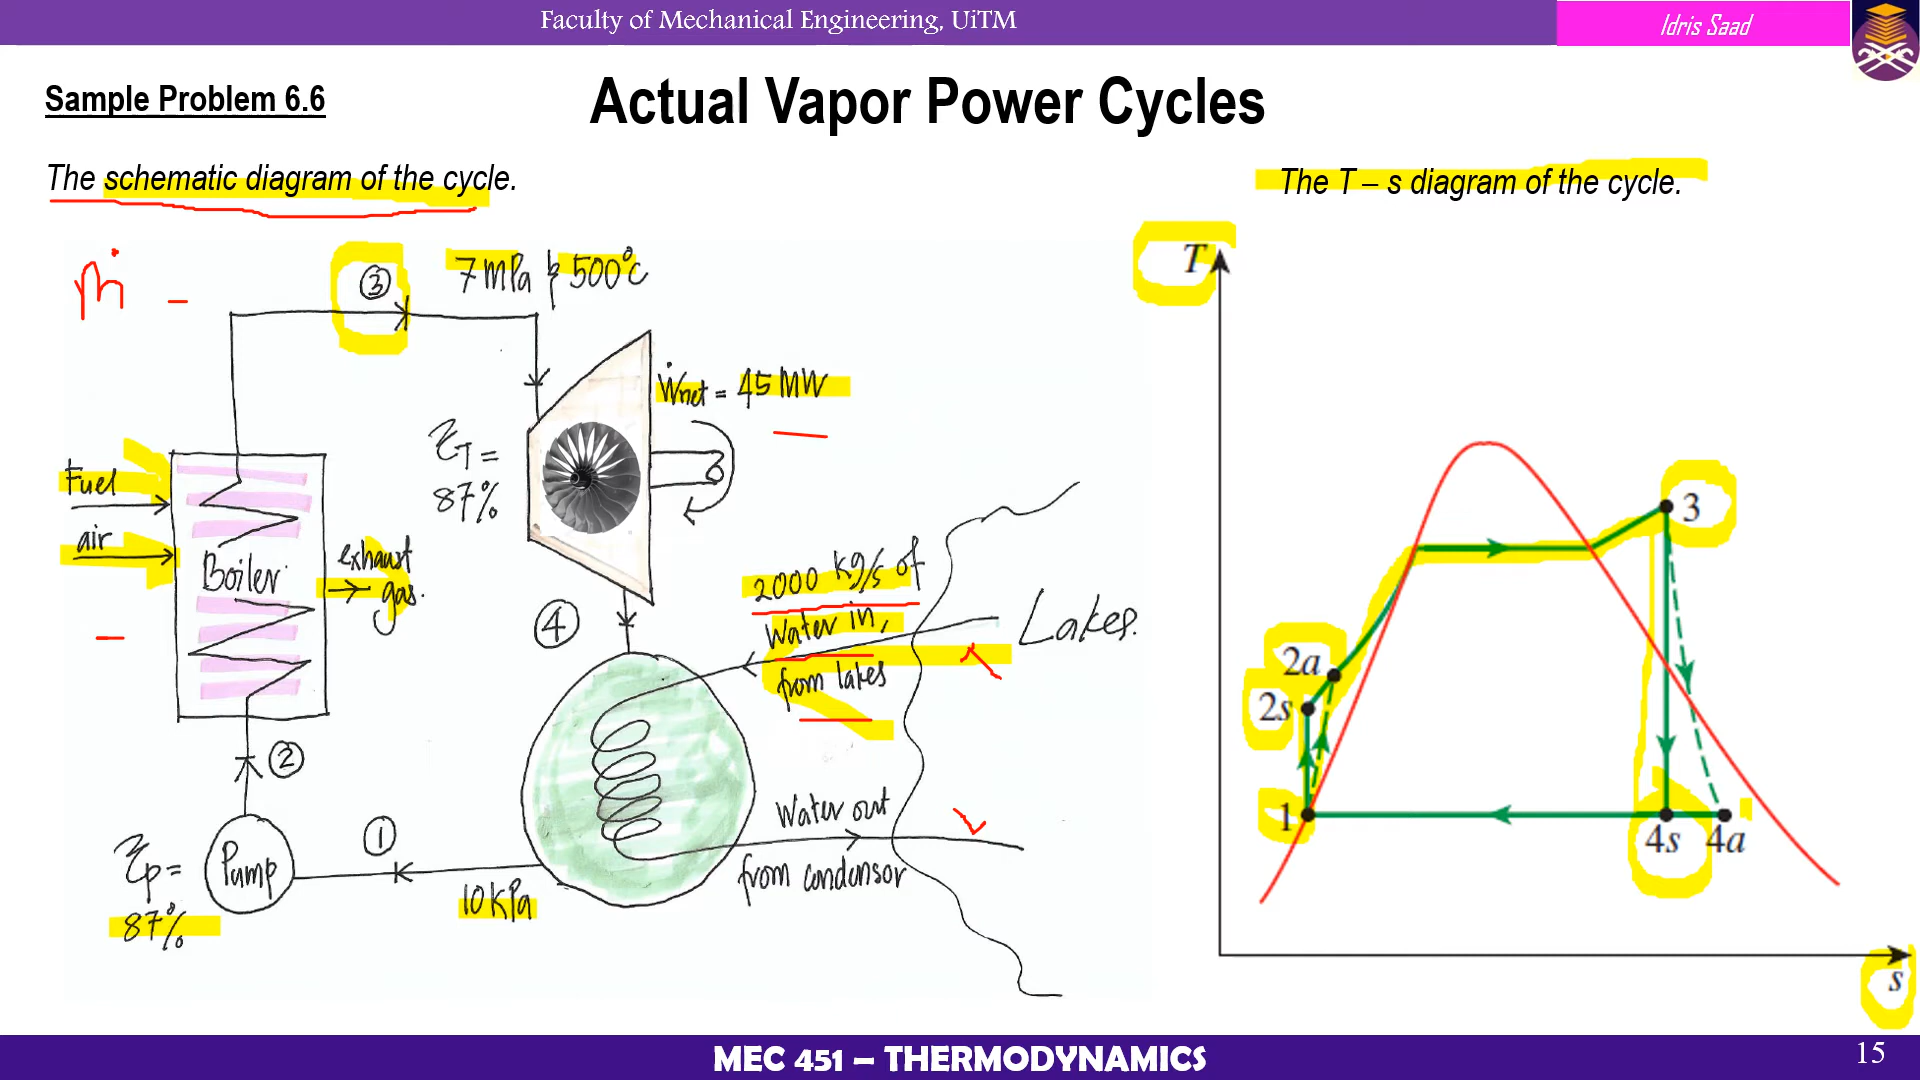 Faculty of Mechanical Engineering, UiTM
Idris Saad
Sample Problem 6.6
Actual Vapor Power Cycles
The schematic diagram of the cycle.
The T – s diagram of the cycle.
ṁ -
3
7 MPa & 500°C
Ẇnet = 45 MW
ηT =
87%
Fuel
air
Boiler
exhaust
gas.
2000 kg/s of
Water in,
from lakes
Lakes.
4
2
1
Water out
from condensor
ηp =
87%
Pump
10 kPa
T
3
2a
2s
1
4s
4a
s
MEC 451 – THERMODYNAMICS
15